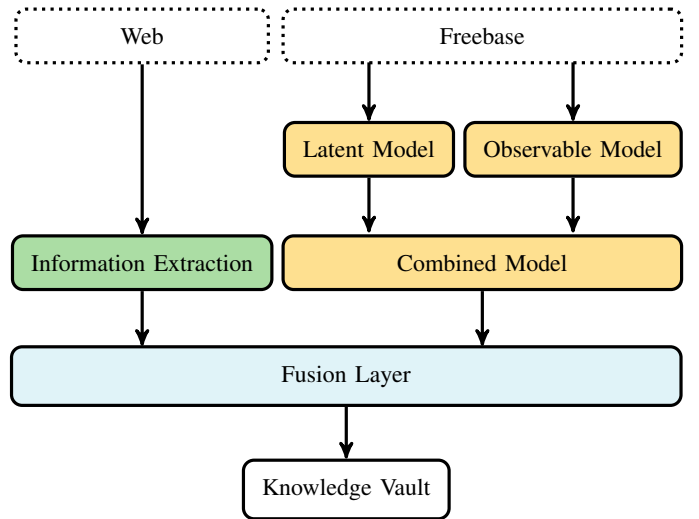 Web
Freebase
Latent Model
Observable Model
Information Extraction
Combined Model
Fusion Layer
Knowledge Vault